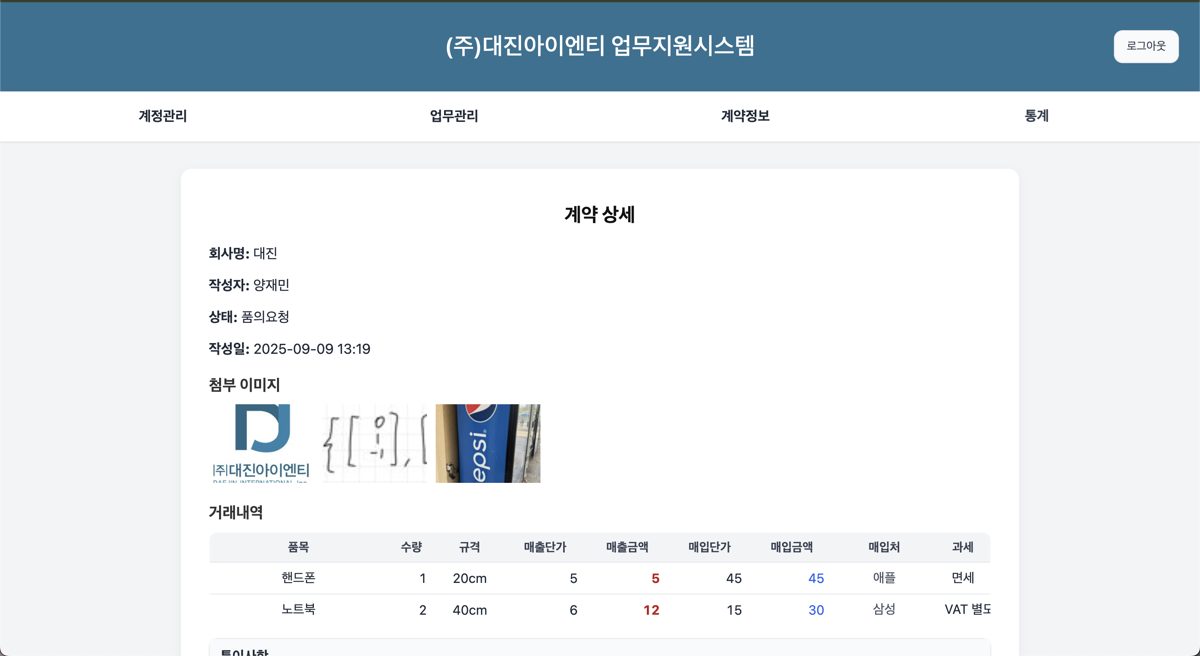 (주)대진아이엔티 업무지원시스템
로그아웃
계정관리 업무관리 계약정보 통계
계약 상세
회사명: 대진
작성자: 양재민
상태: 품의요청
작성일: 2025-09-09 13:19
첨부 이미지
(주)대진아이엔티
DAEJIN INTERNATIONAL Inc
pepsi
거래내역
품목 수량 규격 매출단가 매출금액 매입단가 매입금액 매입처 과세
핸드폰 1 20cm 5 5 45 45 애플 면세
노트북 2 40cm 6 12 15 30 삼성 VAT 별도
특이사항